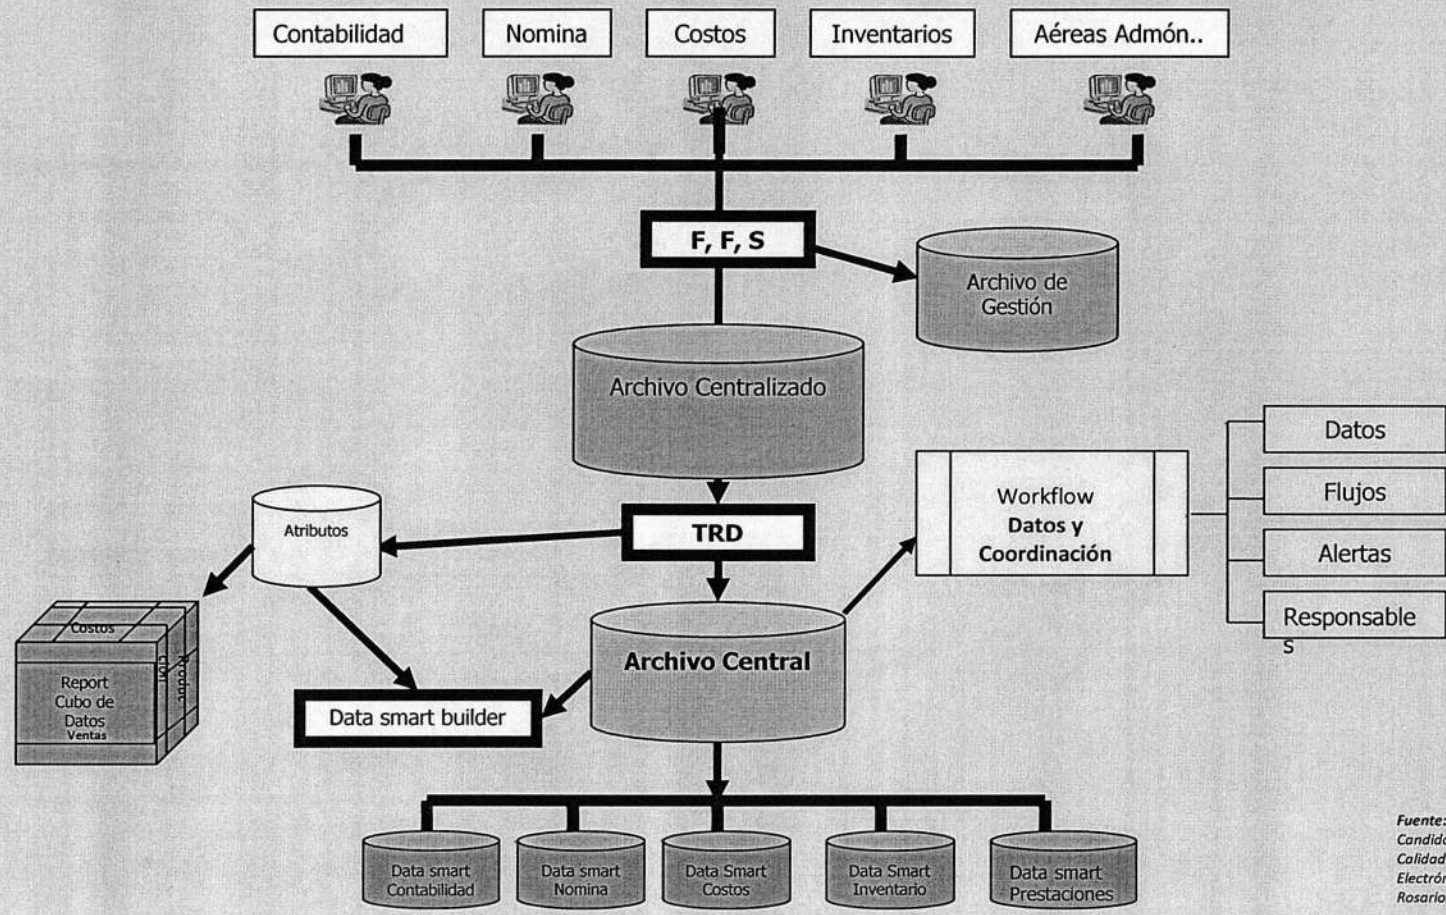 Contabilidad
Nomina
Costos
Inventarios
Aéreas Admón..
F, F, S
Archivo de
Gestión
Archivo Centralizado
Datos
Flujos
Alertas
Responsable
s
Workflow
Datos y
Coordinación
TRD
Atributos
Costos
Report
Cubo de
Datos
Ventas
Produc
Archivo Central
Data smart builder
Data smart
Contabilidad
Data smart
Nomina
Data Smart
Costos
Data Smart
Inventario
Data smart
Prestaciones
Fuente:
Candida
Calidad
Electrón
Rosario